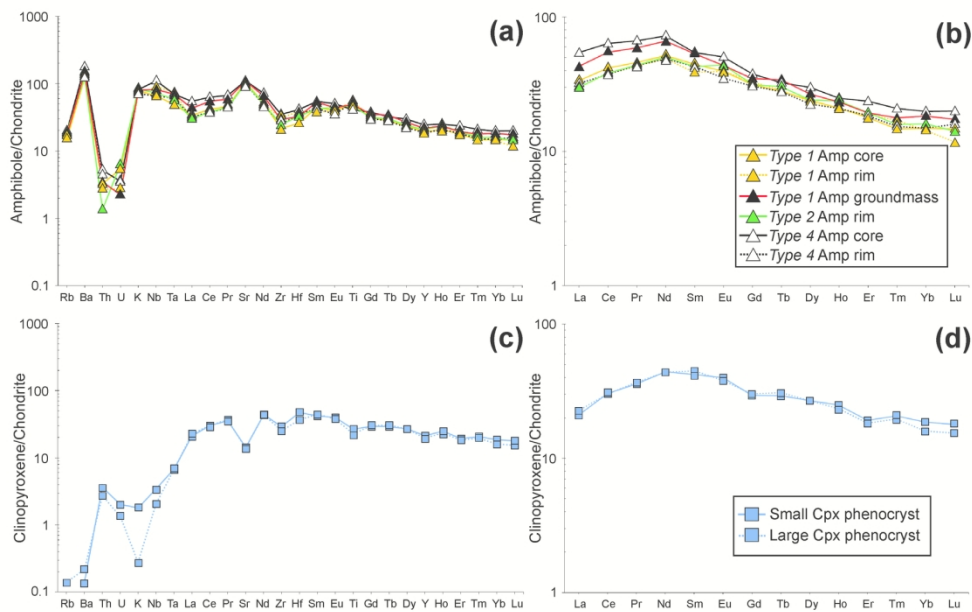 (a)
Amphibole/Chondrite
1000
100
10
1
0.1
Rb Ba Th U K Nb Ta La Ce Pr Sr Nd Zr Hf Sm Eu Ti Gd Tb Dy Y Ho Er Tm Yb Lu
(b)
Amphibole/Chondrite
100
10
1
La Ce Pr Nd Sm Eu Gd Tb Dy Ho Er Tm Yb Lu
Type 1 Amp core
Type 1 Amp rim
Type 1 Amp groundmass
Type 2 Amp rim
Type 4 Amp core
Type 4 Amp rim
(c)
Clinopyroxene/Chondrite
1000
100
10
1
0.1
Rb Ba Th U K Nb Ta La Ce Pr Sr Nd Zr Hf Sm Eu Ti Gd Tb Dy Y Ho Er Tm Yb Lu
(d)
Clinopyroxene/Chondrite
100
10
1
La Ce Pr Nd Sm Eu Gd Tb Dy Ho Er Tm Yb Lu
Small Cpx phenocryst
Large Cpx phenocryst